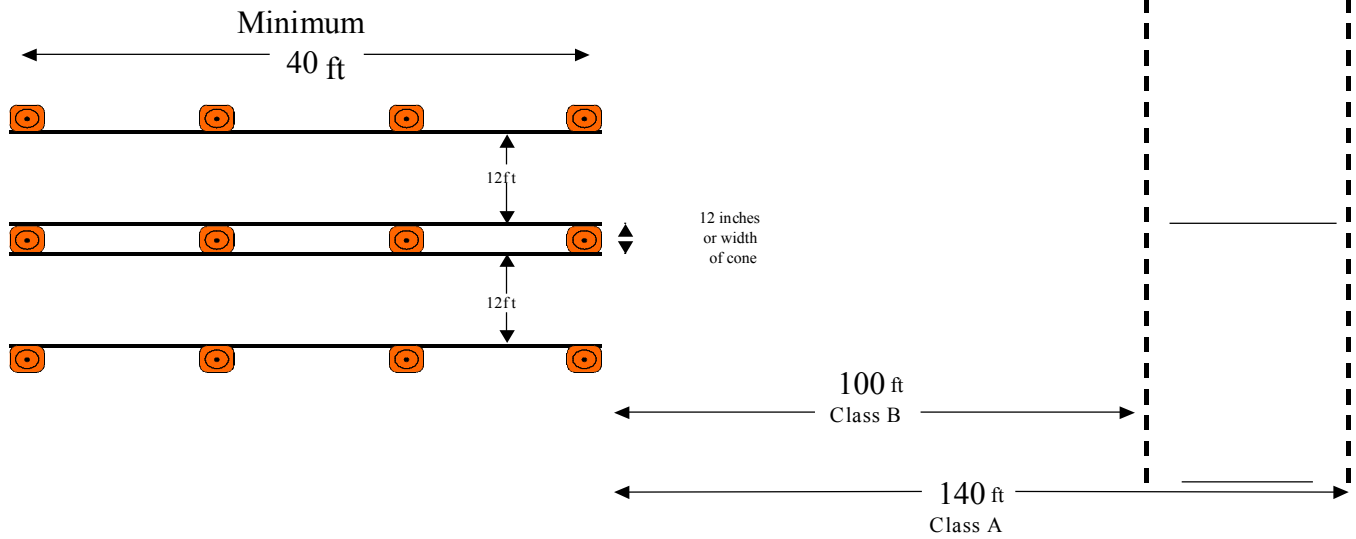 Minimum
40 ft
12ft
12 inches
or width
of cone
12ft
100 ft
Class B
140 ft
Class A